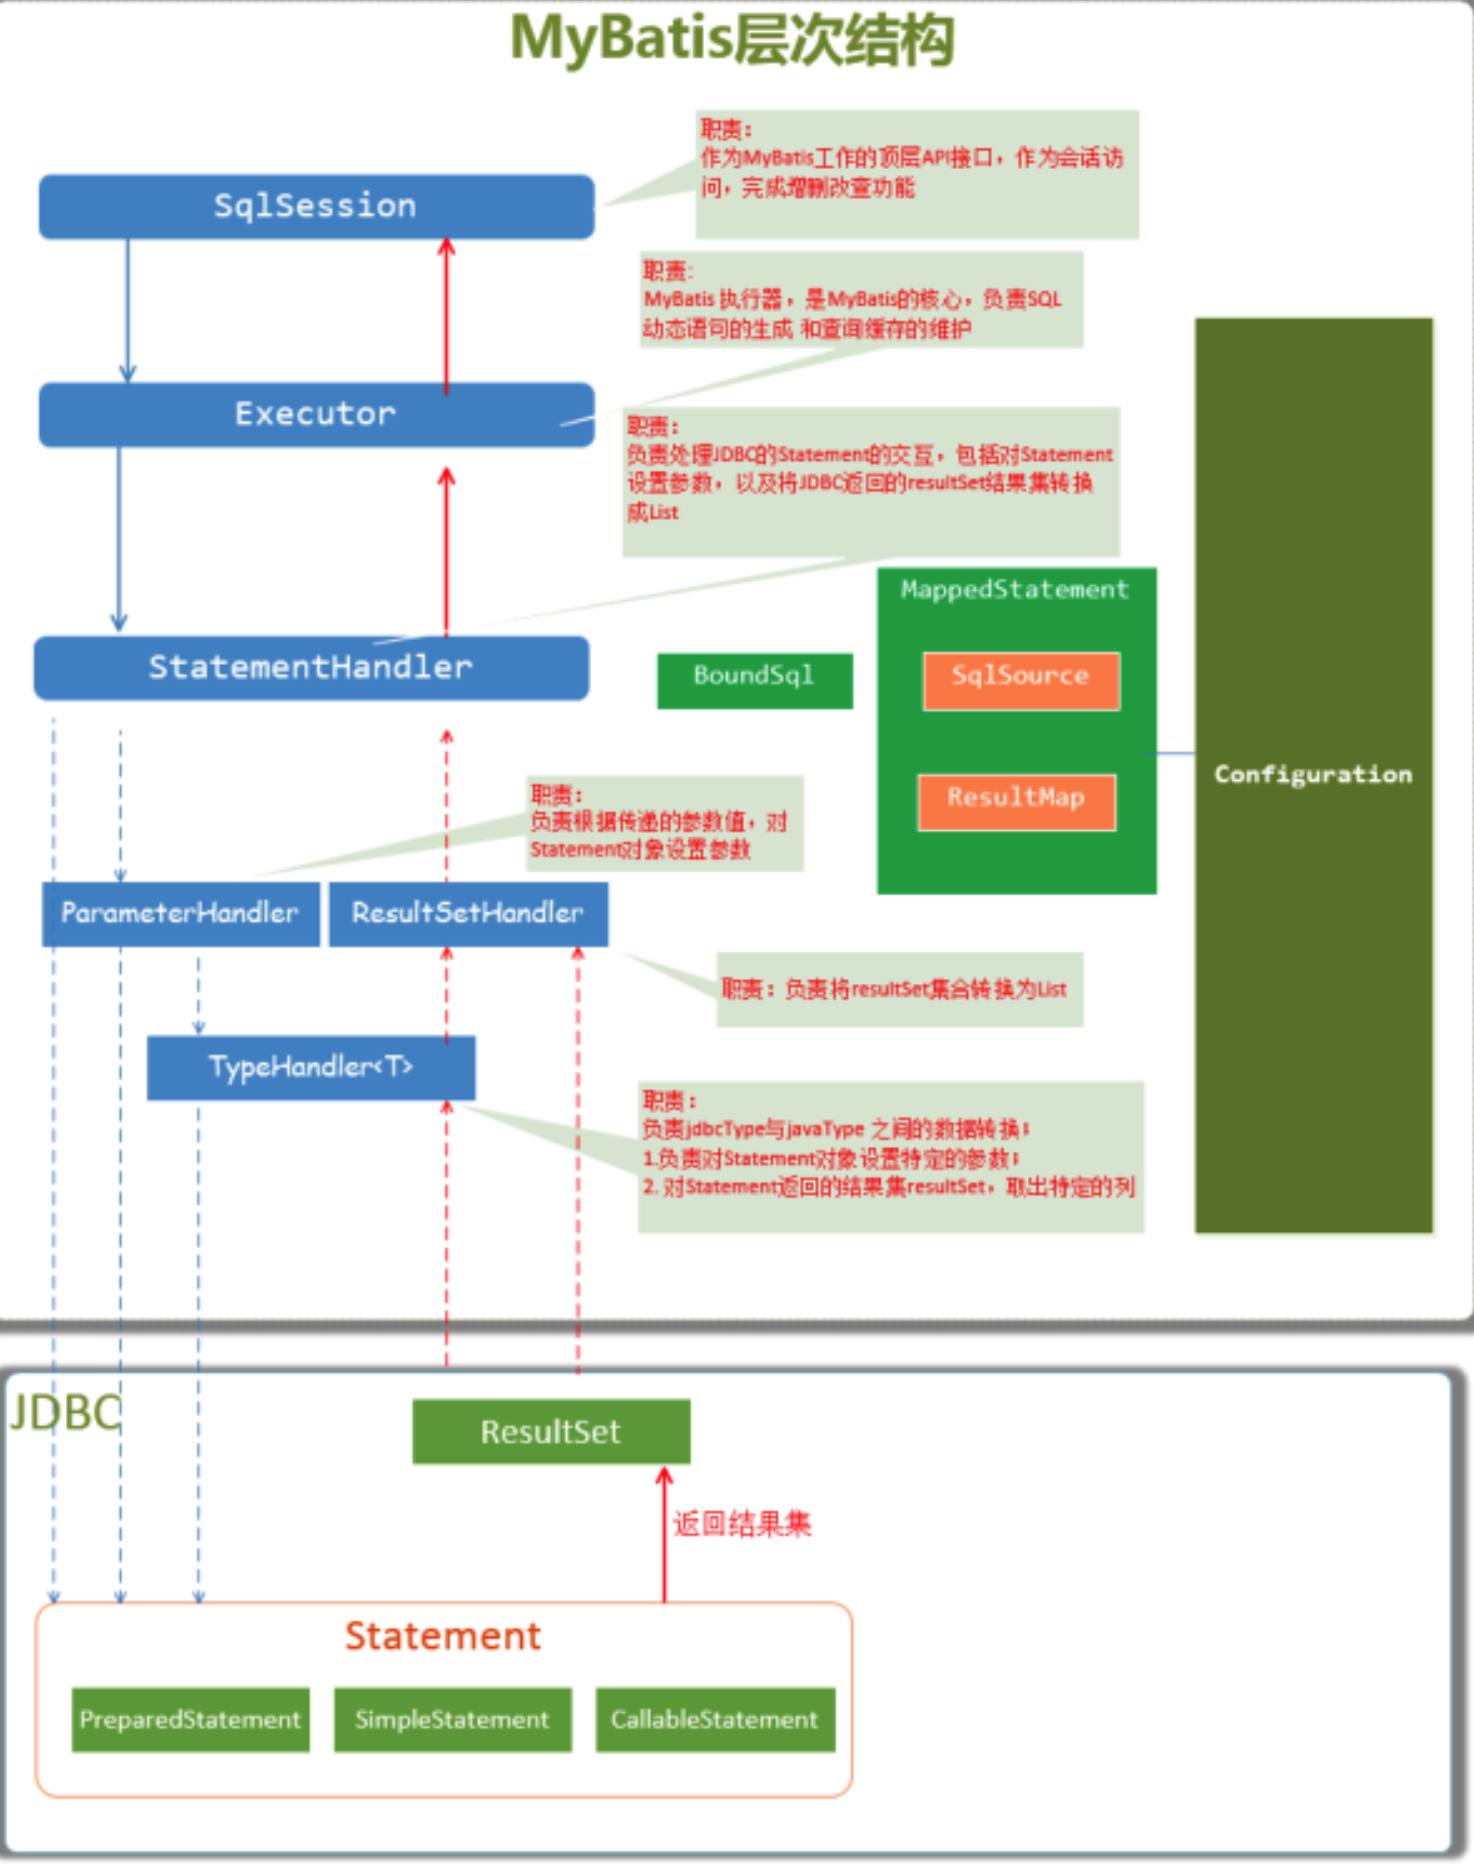 MyBatis层次结构
职责：
作为MyBatis工作的顶层API接口，作为会话访
问，完成增删改查功能
SqlSession
职责:
MyBatis 执行器，是MyBatis的核心，负责SQL
动态语句的生成 和查询缓存的维护
Executor
职责：
负责处理JDBC的Statement的交互，包括对Statement
设置参数，以及将JDBC返回的resultSet结果集转换
成List
StatementHandler
MappedStatement
BoundSql
SqlSource
ResultMap
Configuration
职责：
负责根据传递的参数值，对
Statement对象设置参数
ParameterHandler
ResultSetHandler
职责：负责将resultSet集合转换为List
TypeHandler<T>
职责：
负责jdbcType与javaType 之间的数据转换；
1.负责对Statement对象设置特定的参数；
2. 对Statement返回的结果集resultSet，取出特定的列
JDBC
ResultSet
返回结果集
Statement
PreparedStatement
SimpleStatement
CallableStatement